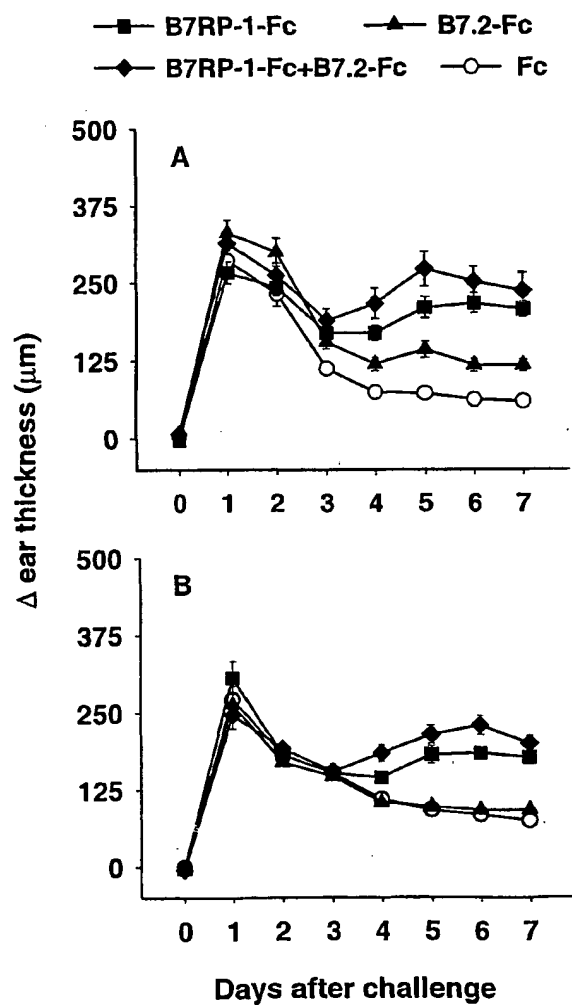 B7RP-1-Fc B7.2-Fc
B7RP-1-Fc+B7.2-Fc Fc
Δ ear thickness (μm)
A
500
375
250
125
0
0 1 2 3 4 5 6 7
B
500
375
250
125
0
0 1 2 3 4 5 6 7
Days after challenge